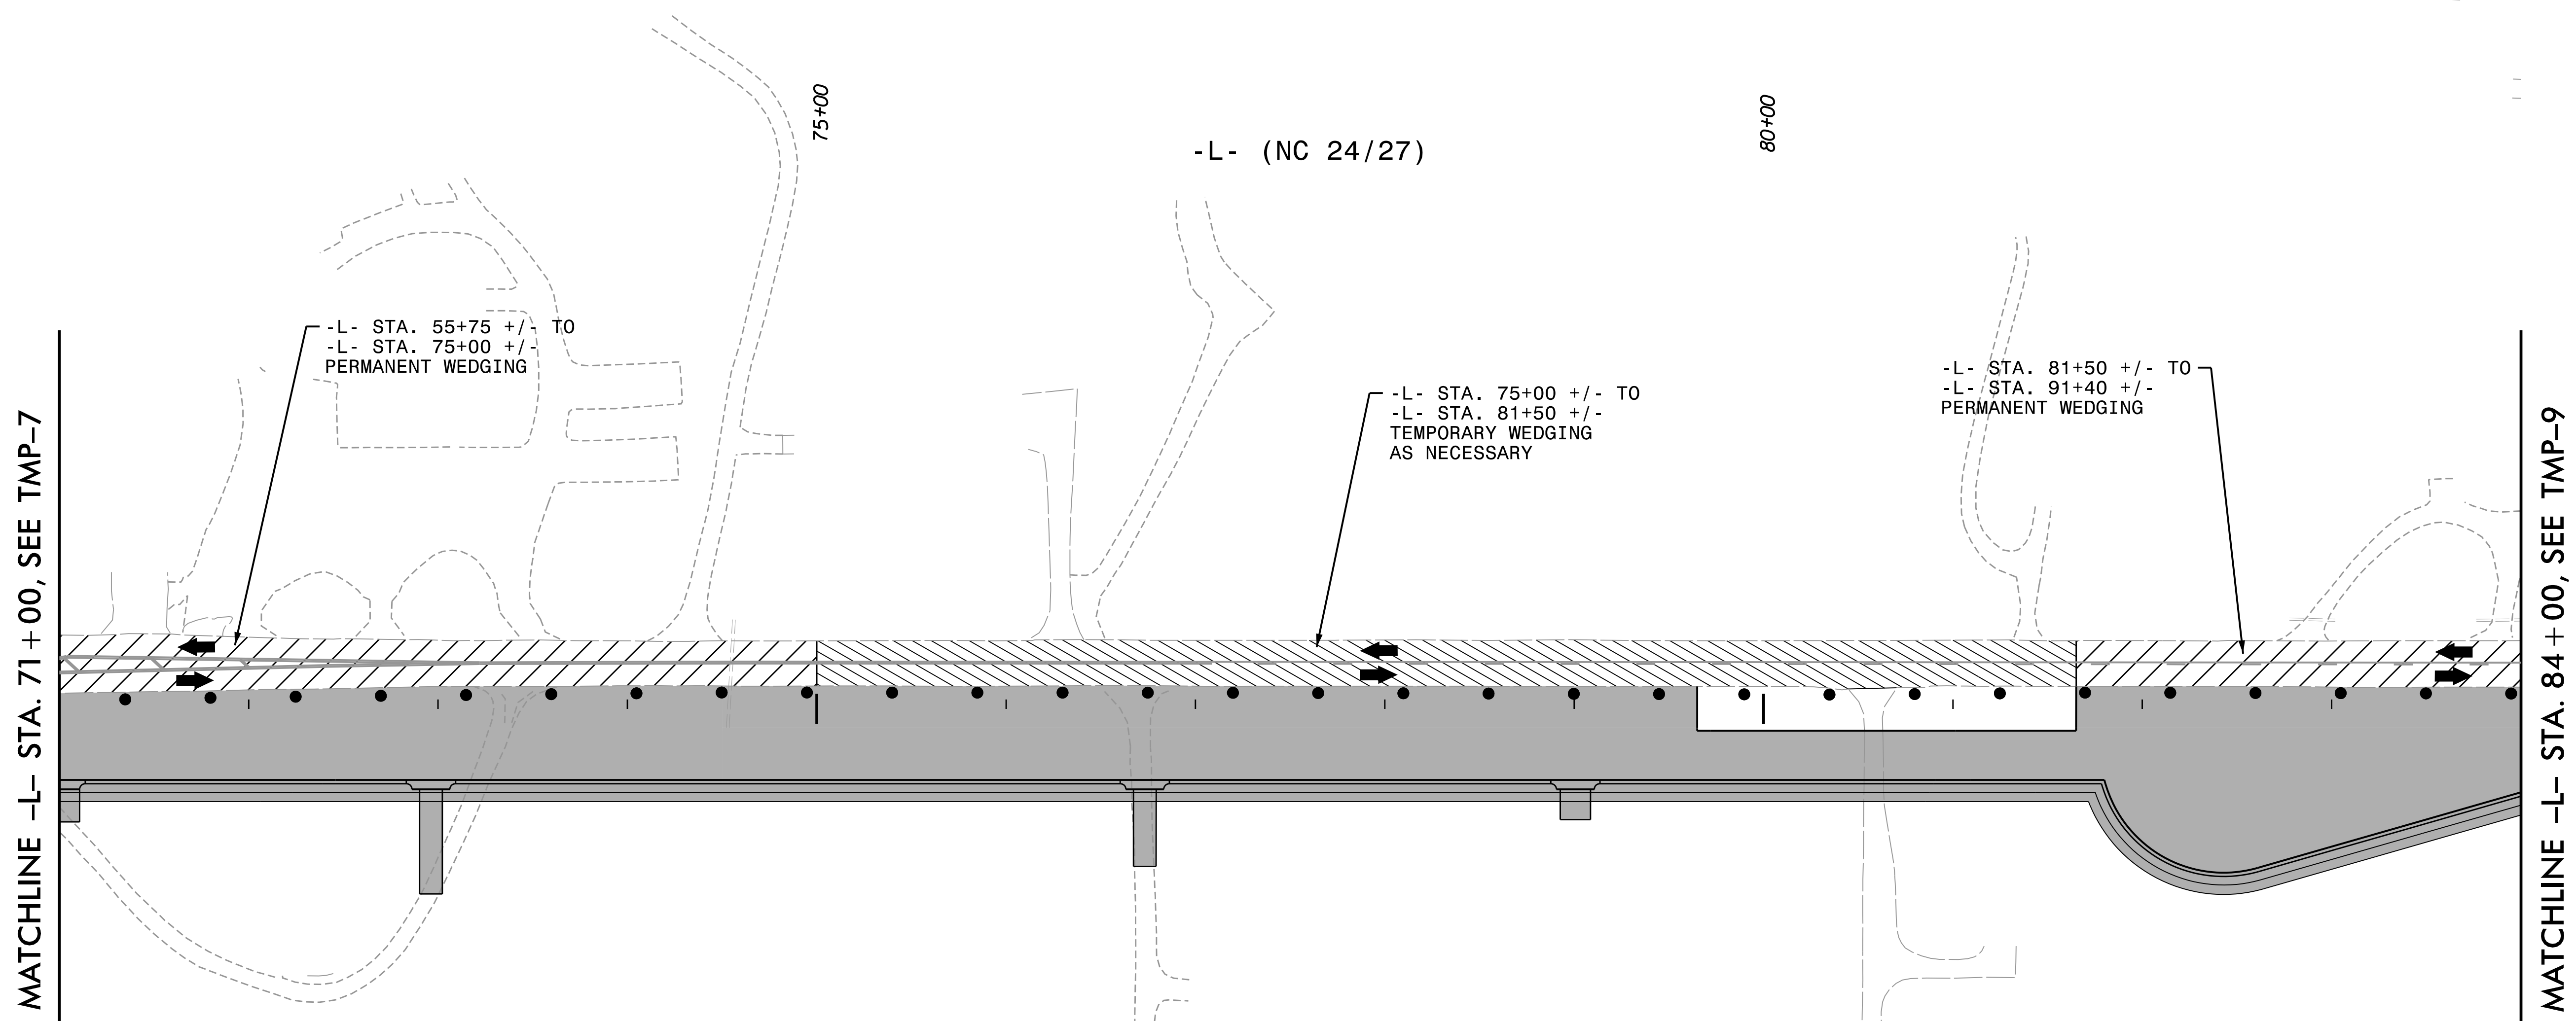 75+00
80+00
-L- (NC 24/27)
-L- STA. 55+75 +/- TO
-L- STA. 75+00 +/-
PERMANENT WEDGING
-L- STA. 75+00 +/- TO
-L- STA. 81+50 +/-
TEMPORARY WEDGING
AS NECESSARY
-L- STA. 81+50 +/- TO
-L- STA. 91+40 +/-
PERMANENT WEDGING
MATCHLINE -L- STA. 71+00, SEE TMP-7
MATCHLINE -L- STA. 84+00, SEE TMP-9